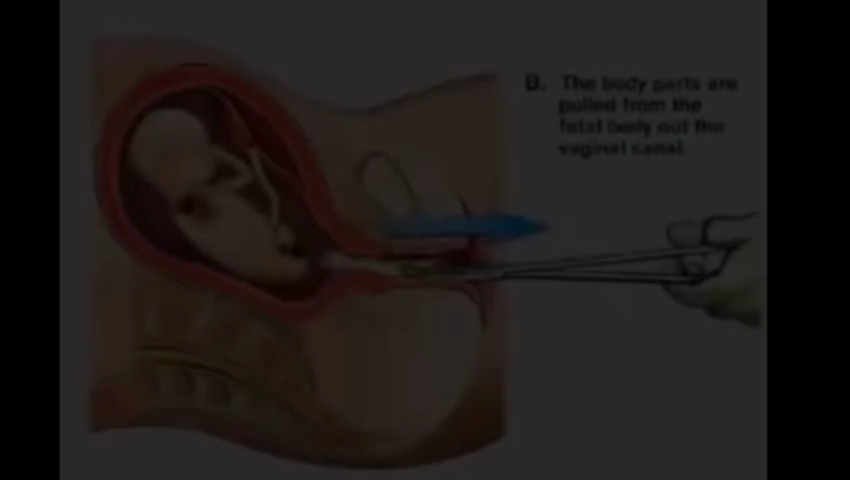 B. The body parts are
pulled from the
fetal body out the
vaginal canal.